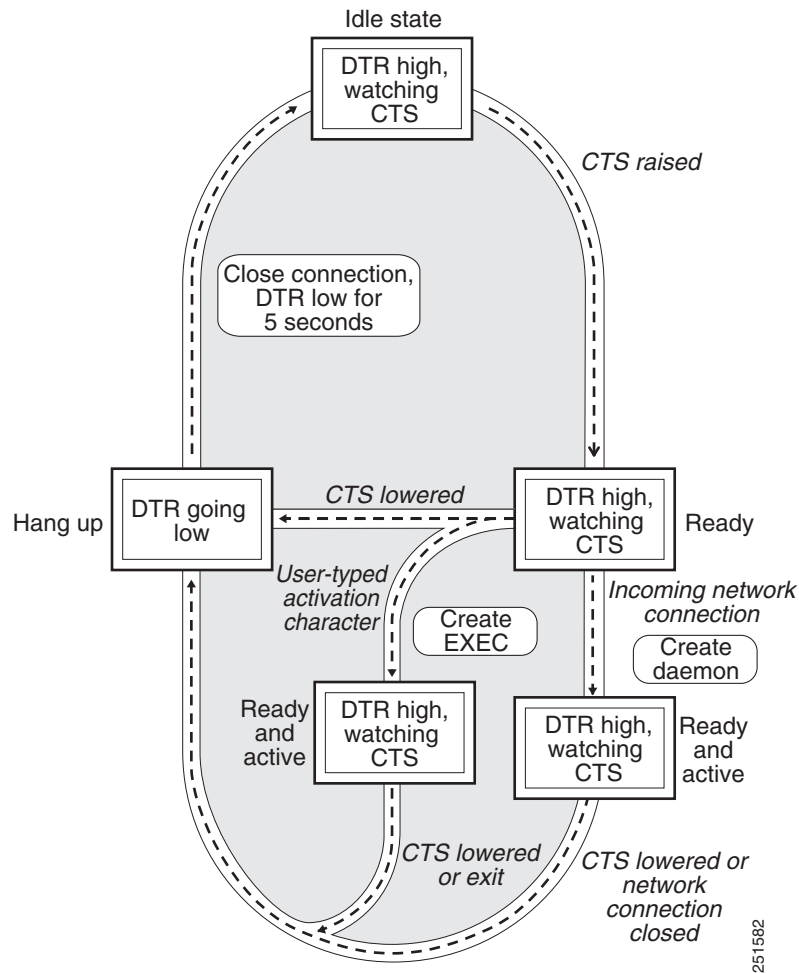 Idle state
DTR high,
watching
CTS
CTS raised
Close connection,
DTR low for
5 seconds
Hang up
DTR going
low
CTS lowered
DTR high,
watching
CTS
Ready
User-typed
activation
character
Create
EXEC
Incoming network
connection
Create
daemon
Ready
and
active
DTR high,
watching
CTS
DTR high,
watching
CTS
Ready
and
active
CTS lowered
or exit
CTS lowered or
network
connection
closed
251582